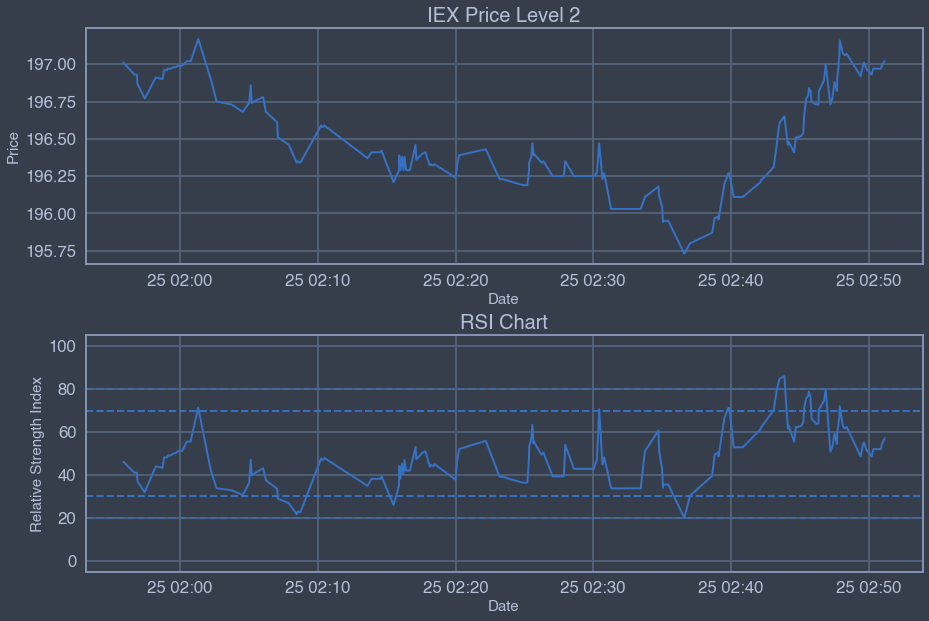 IEX Price Level 2
Price
197.00
196.75
196.50
196.25
196.00
195.75
25 02:00 25 02:10 25 02:20 25 02:30 25 02:40 25 02:50
Date
RSI Chart
Relative Strength Index
100
80
60
40
20
0
25 02:00 25 02:10 25 02:20 25 02:30 25 02:40 25 02:50
Date